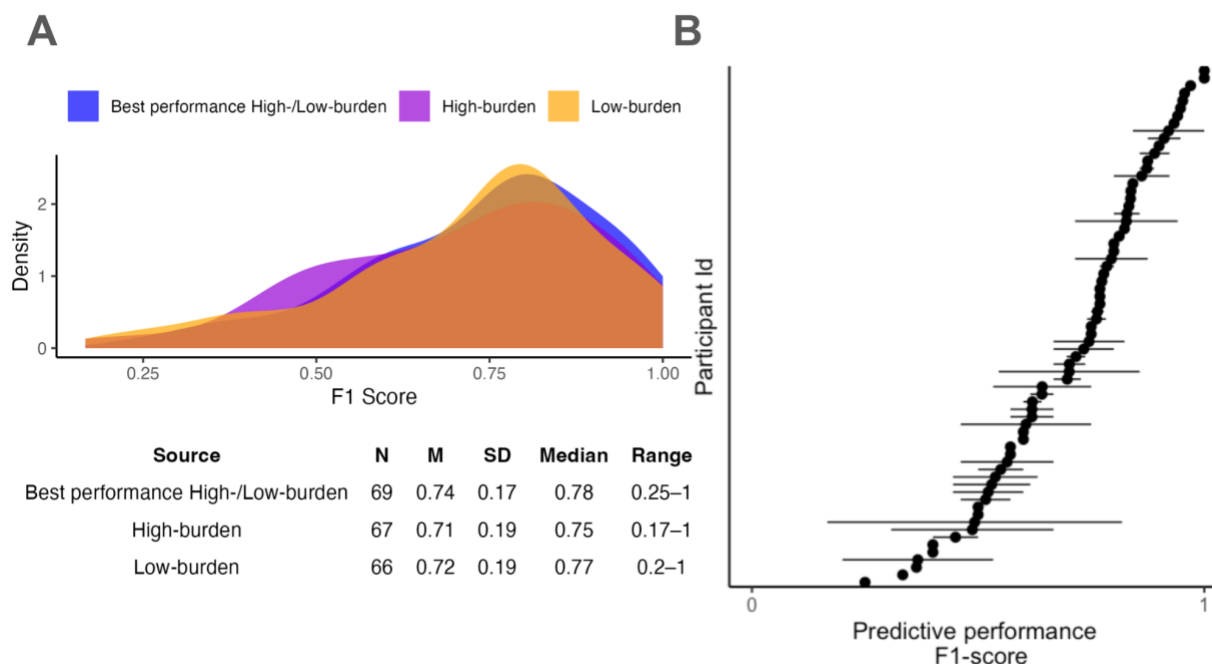 A
Best performance High-/Low-burden High-burden Low-burden
Density
2
1
0
0.25 0.50 0.75 1.00
F1 Score
Source N M SD Median Range
Best performance High-/Low-burden 69 0.74 0.17 0.78 0.25–1
High-burden 67 0.71 0.19 0.75 0.17–1
Low-burden 66 0.72 0.19 0.77 0.2–1
B
Participant Id
0 1
Predictive performance
F1-score